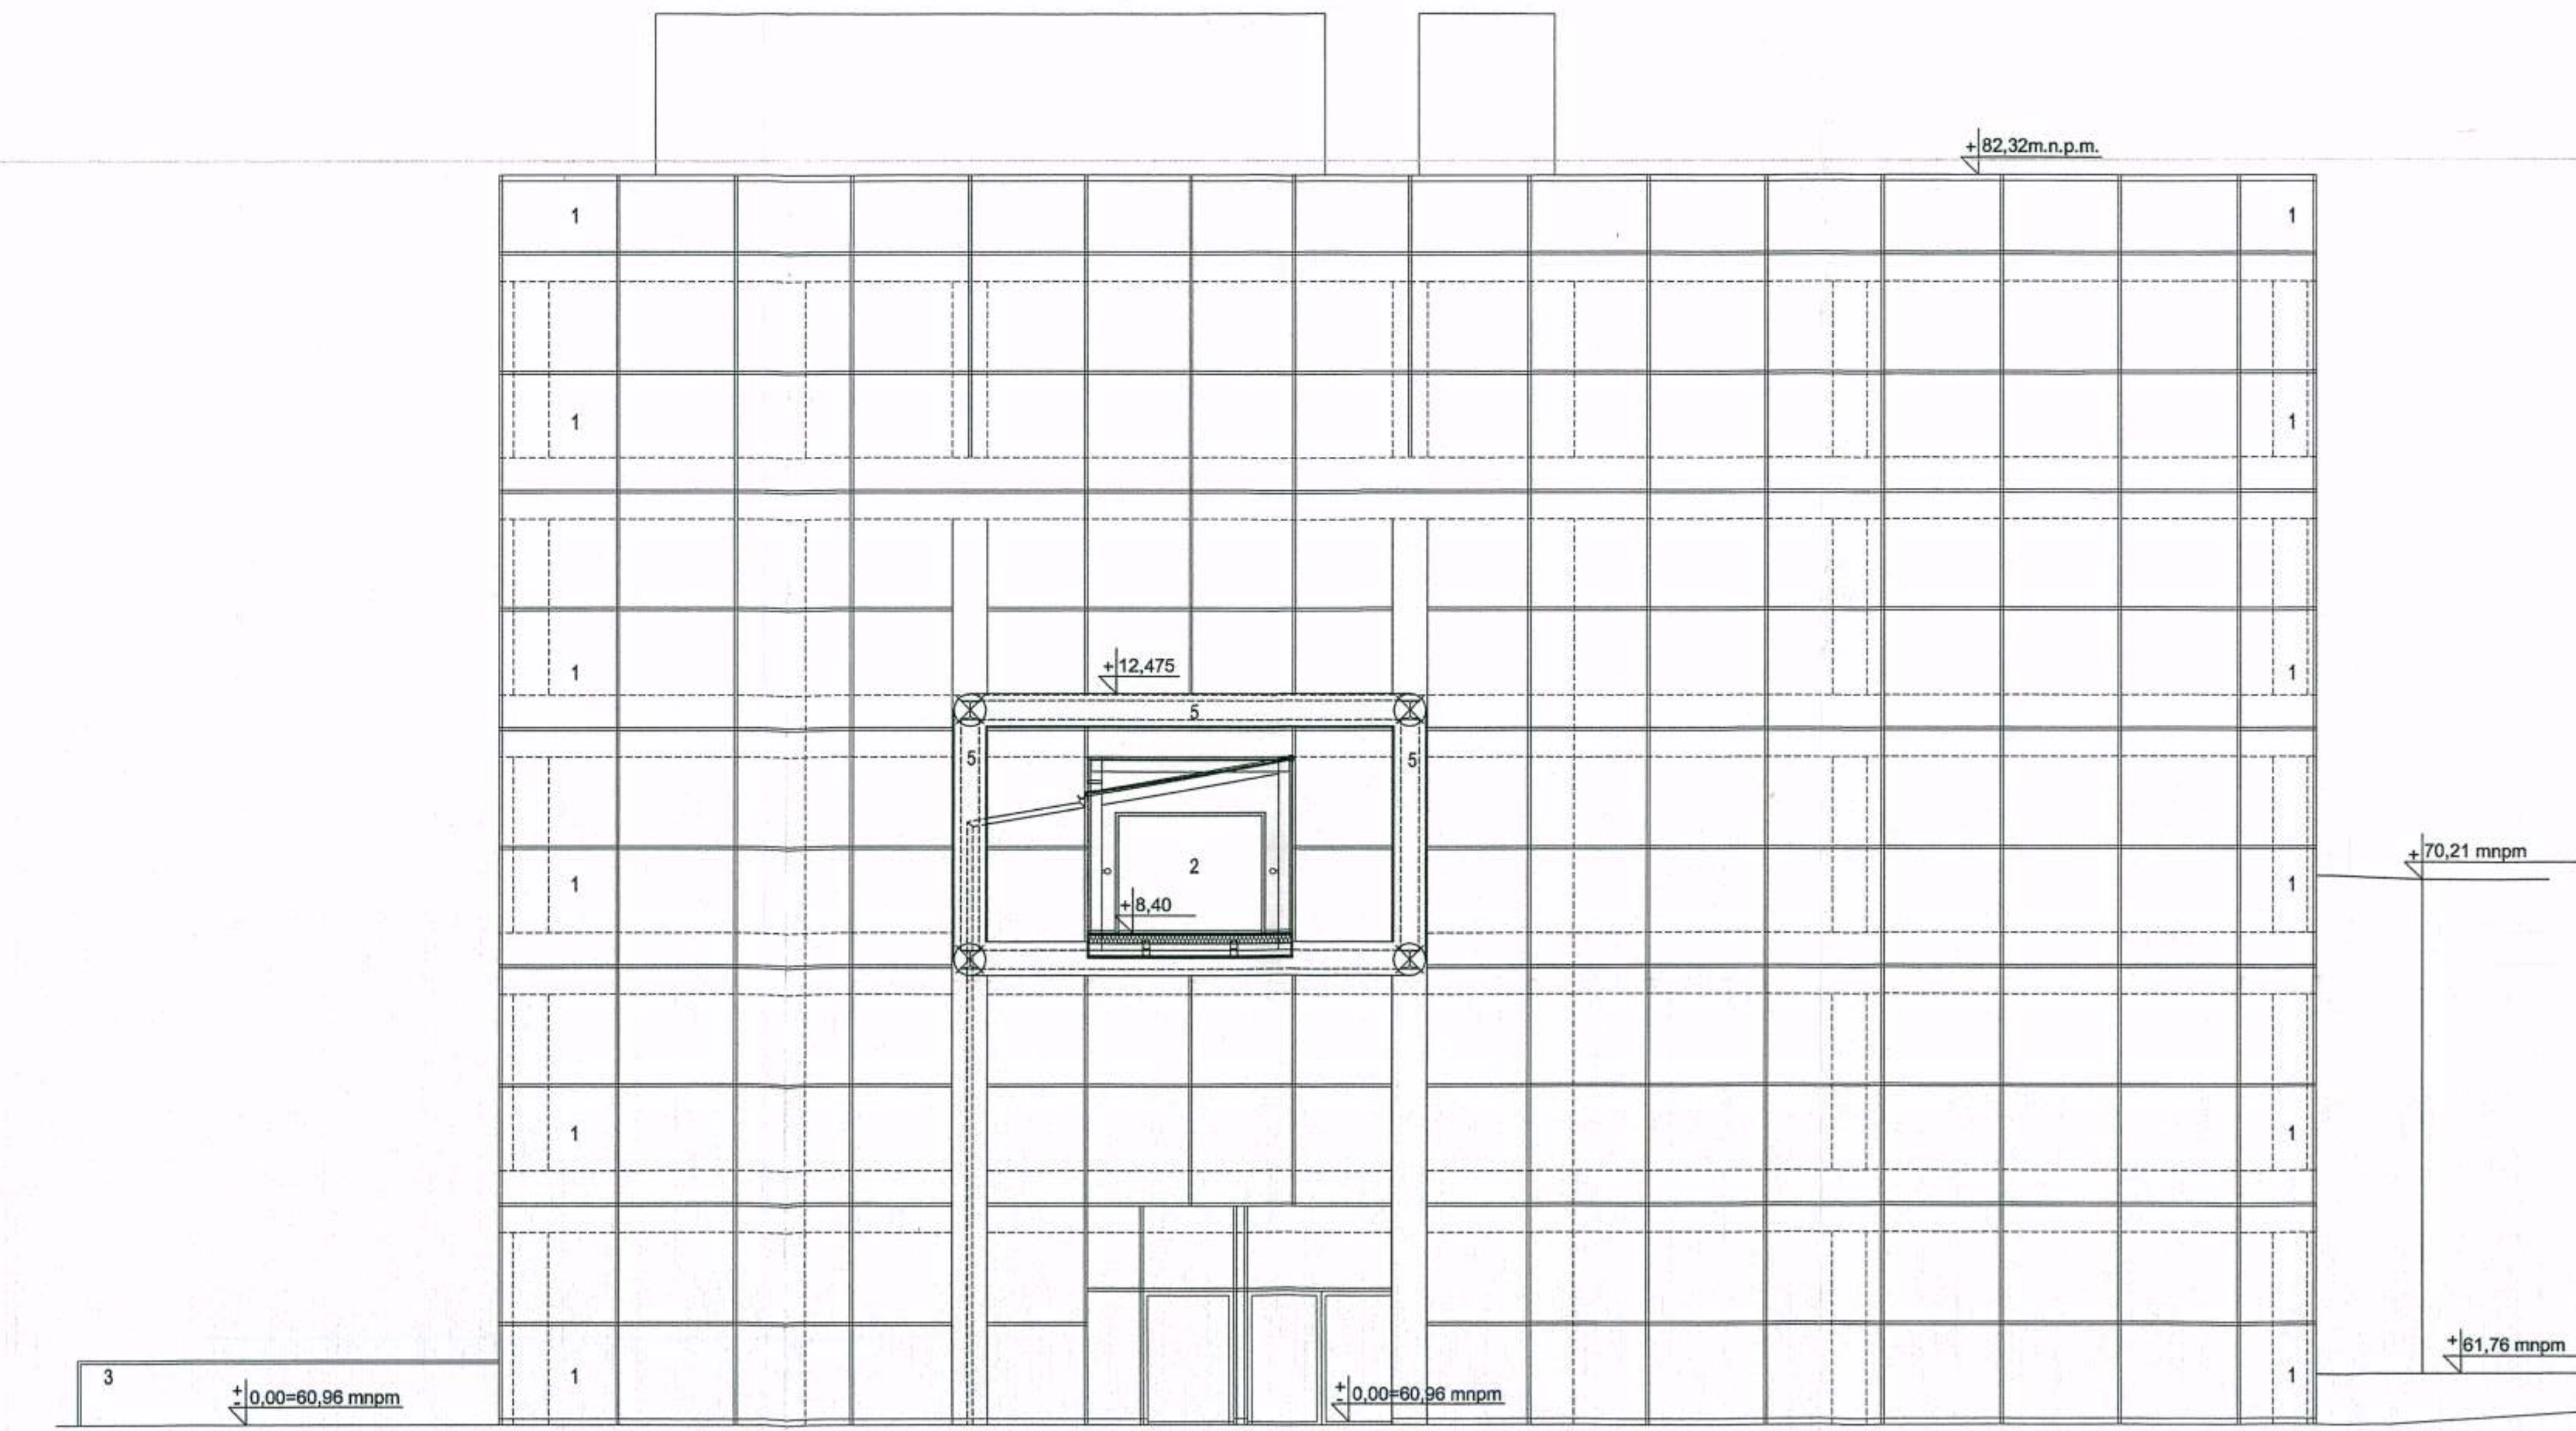 +82,32m.n.p.m.
1 1
1 1
1 +12,475 1
5
5 5
+70,21 mnpm
2
1 1
+8,40
1 1
+61,76 mnpm
3 1 1
±0,00=60,96 mnpm ±0,00=60,96 mnpm